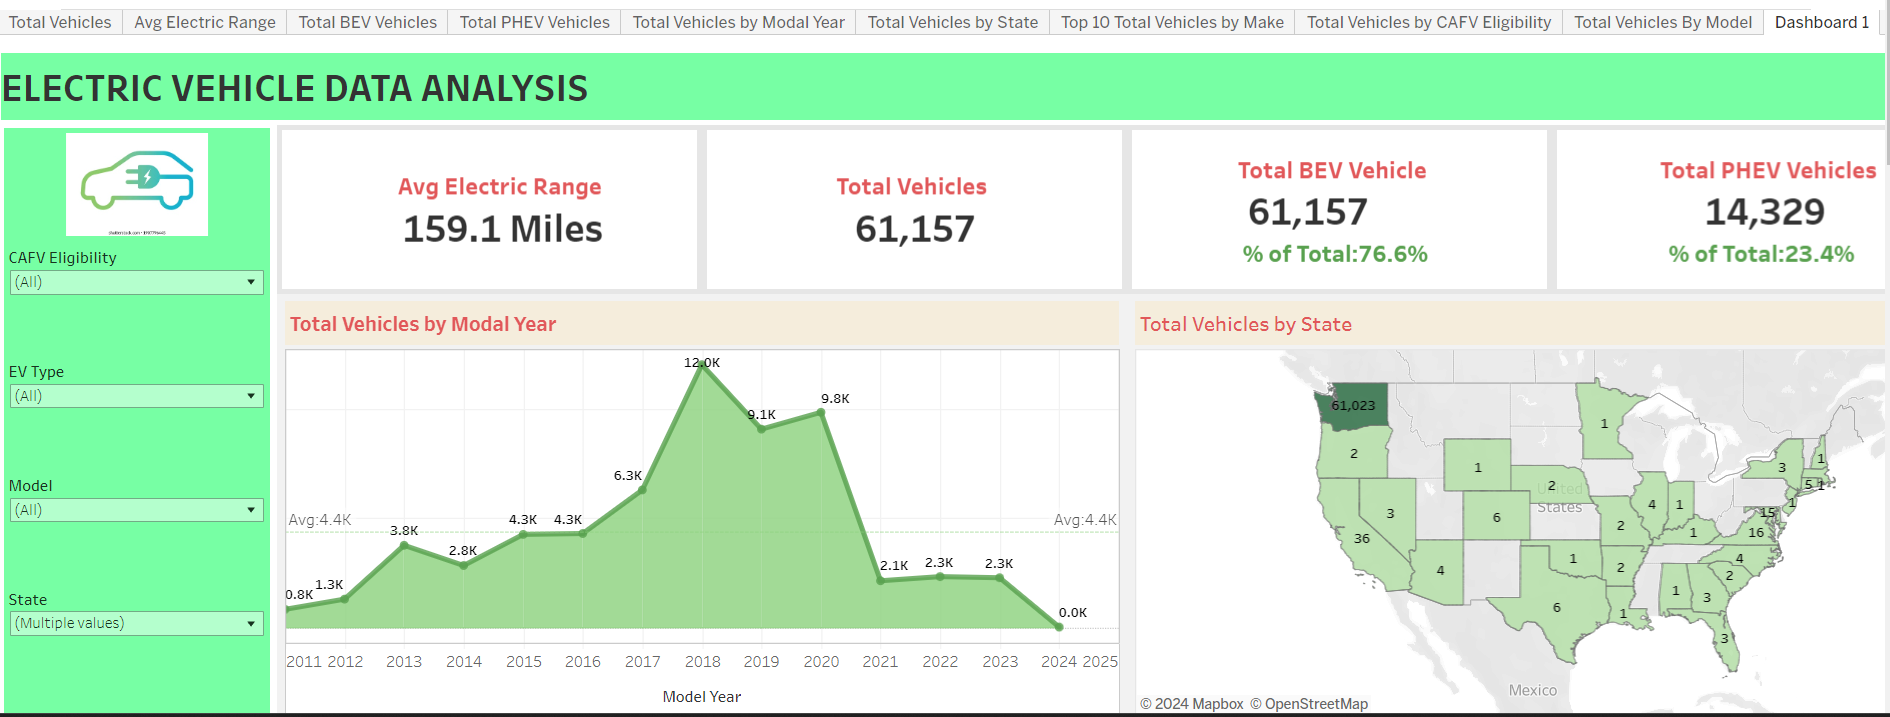 Total Vehicles
Avg Electric Range
Total BEV Vehicles
Total PHEV Vehicles
Total Vehicles by Modal Year
Total Vehicles by State
Top 10 Total Vehicles by Make
Total Vehicles by CAFV Eligibility
Total Vehicles By Model
Dashboard 1
ELECTRIC VEHICLE DATA ANALYSIS
CAFV Eligibility
(All)
EV Type
(All)
Model
(All)
State
(Multiple values)
Avg Electric Range
159.1 Miles
Total Vehicles
61,157
Total BEV Vehicle
61,157
% of Total:76.6%
Total PHEV Vehicles
14,329
% of Total:23.4%
Total Vehicles by Modal Year
12.0K
9.8K
9.1K
6.3K
Avg:4.4K
4.3K
4.3K
Avg:4.4K
3.8K
2.8K
2.1K
2.3K
2.3K
1.3K
0.8K
0.0K
2011 2012 2013 2014 2015 2016 2017 2018 2019 2020 2021 2022 2023 2024 2025
Model Year
Total Vehicles by State
61,023
1
2
1
3
1
2
United
States
5
1
4
1
1
3
6
15
2
1
16
36
1
4
4
2
2
1
3
6
1
3
Mexico
© 2024 Mapbox © OpenStreetMap